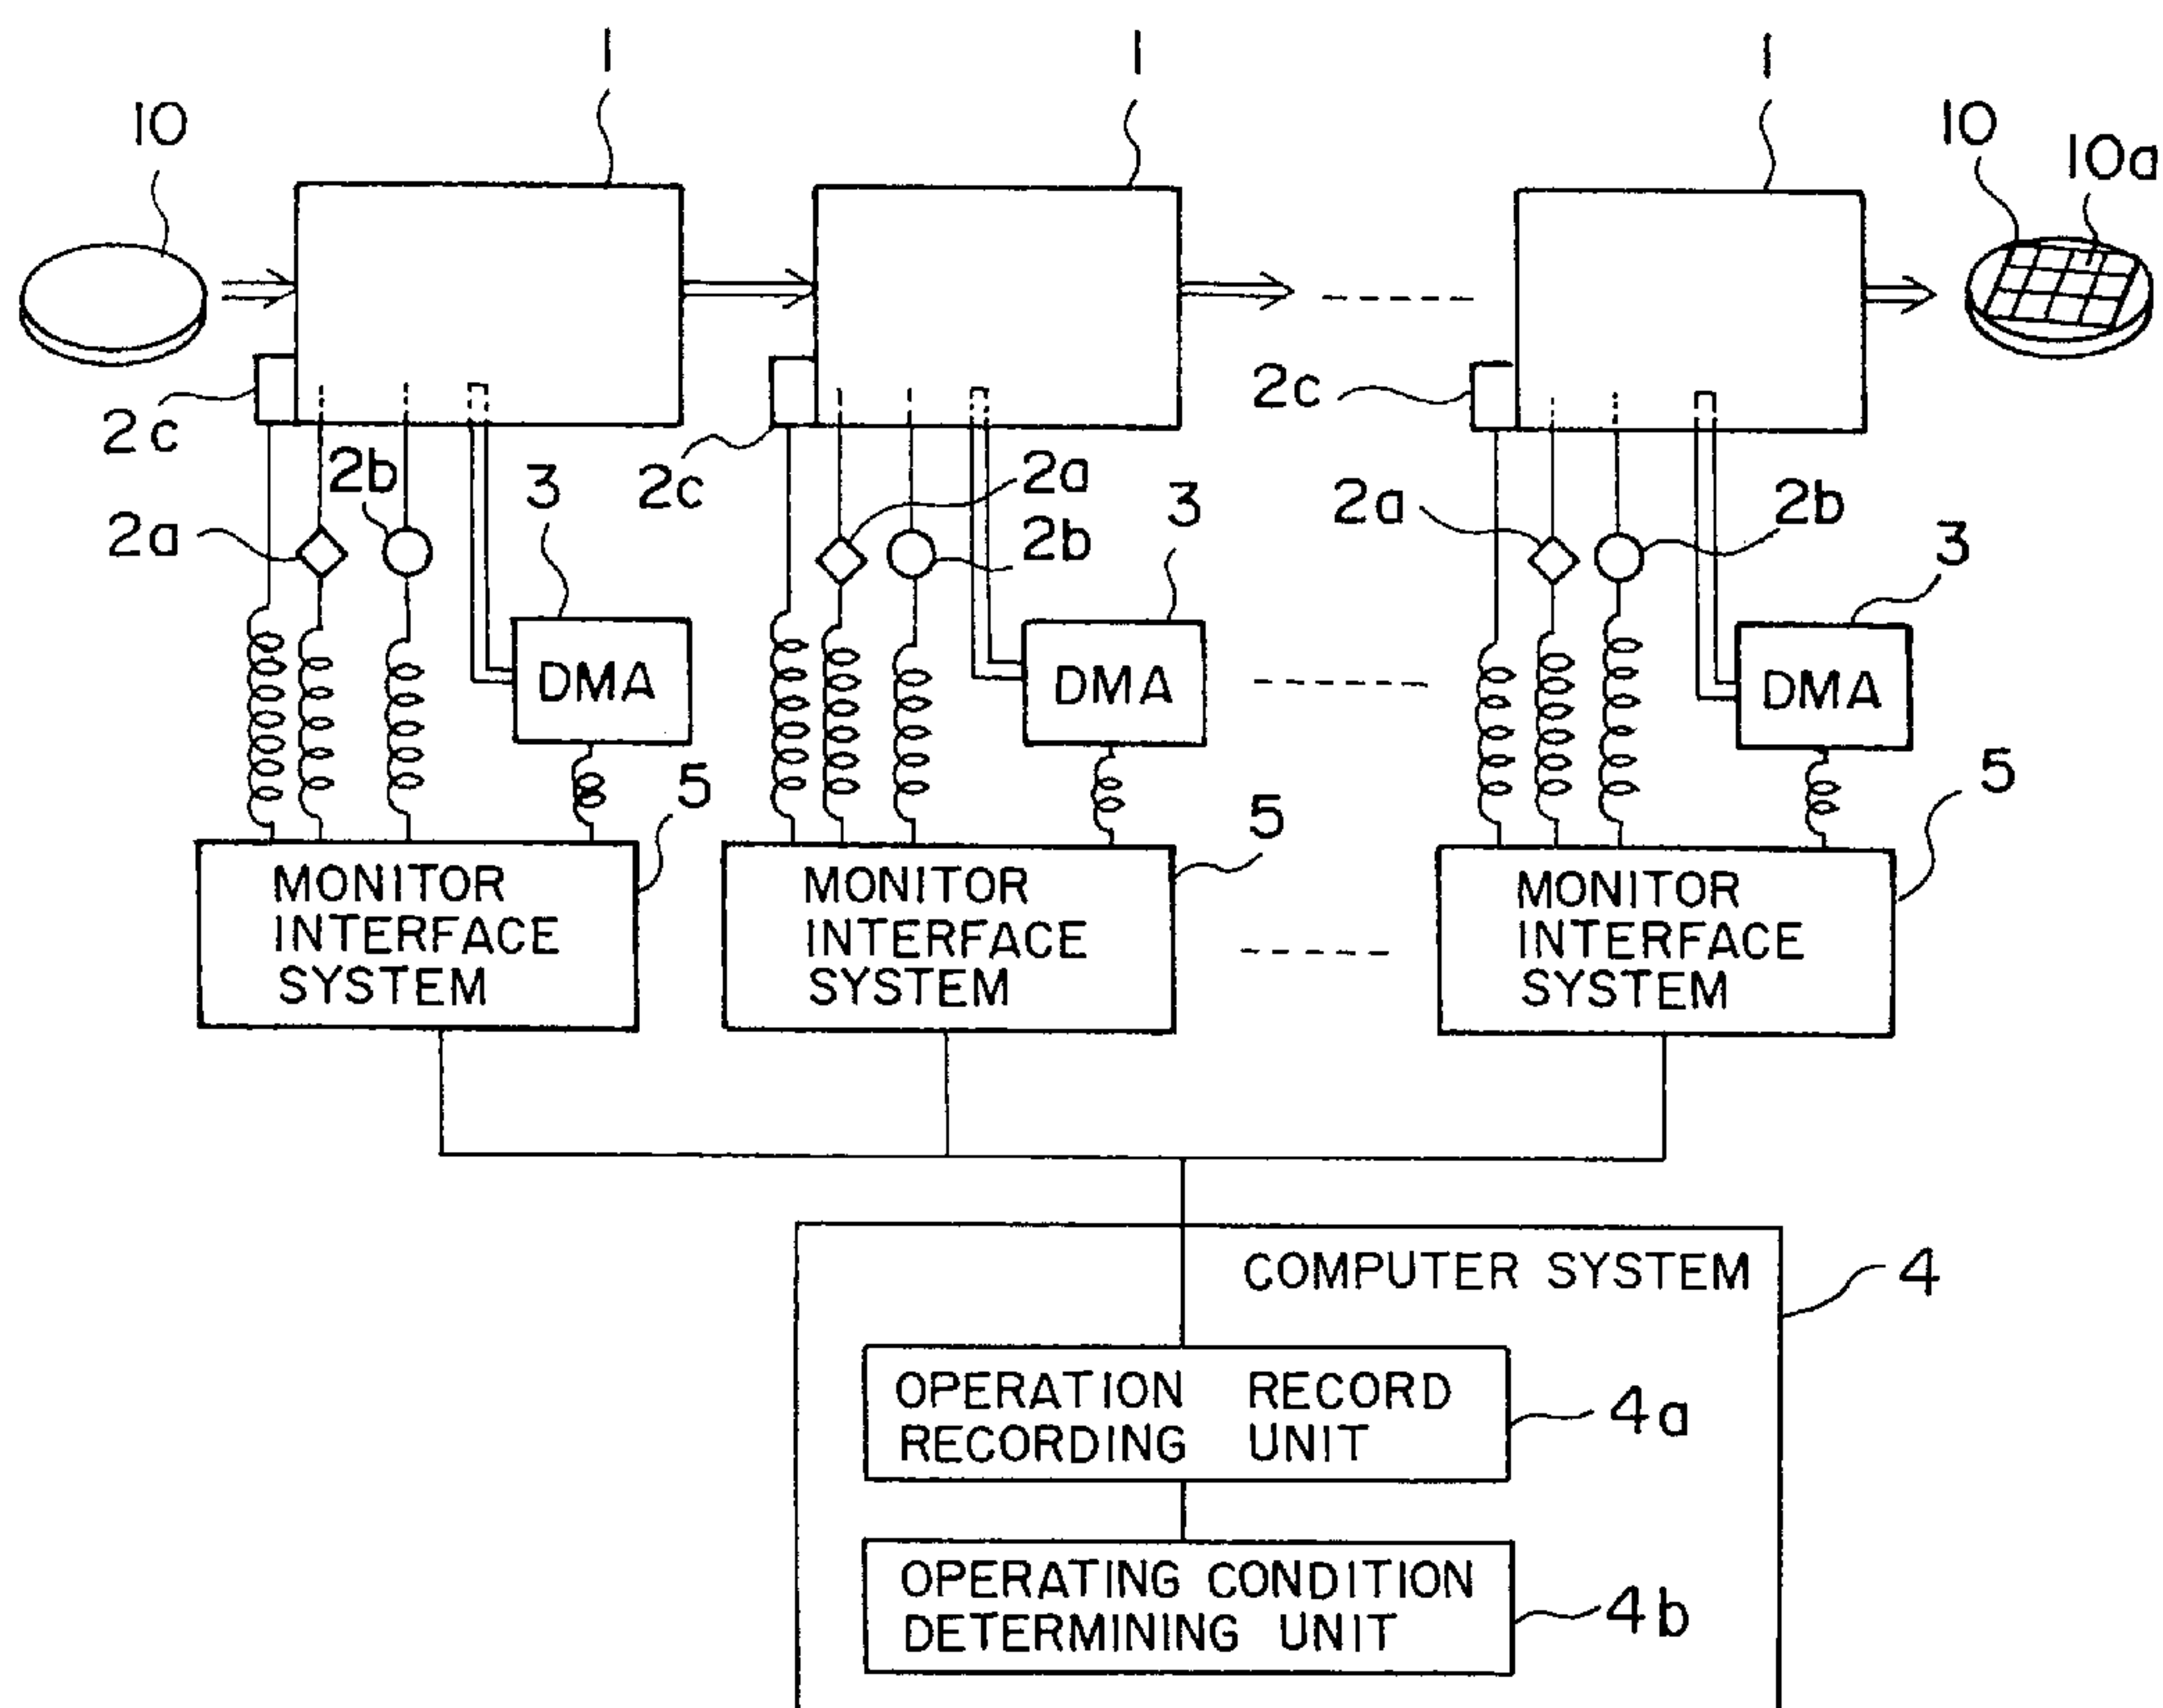 1 1 1
10 10 10a
2c 2c 2c
2b 3 2a 3 2a 2b 3
2a 2b
DMA DMA DMA
5 5 5
MONITOR INTERFACE SYSTEM
MONITOR INTERFACE SYSTEM
MONITOR INTERFACE SYSTEM
COMPUTER SYSTEM 4
OPERATION RECORD
RECORDING UNIT 4a
OPERATING CONDITION
DETERMINING UNIT 4b